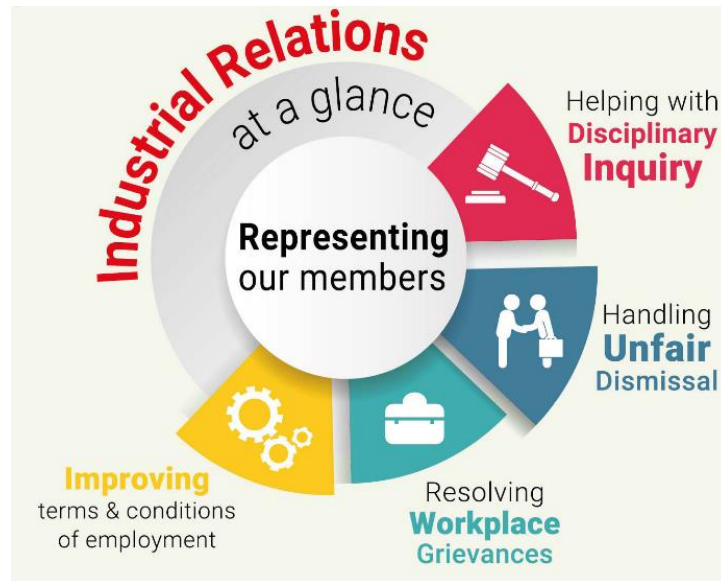 Industrial Relations
at a glance
Representing
our members
Helping with
Disciplinary
Inquiry
Handling
Unfair
Dismissal
Resolving
Workplace
Grievances
Improving
terms & conditions
of employment